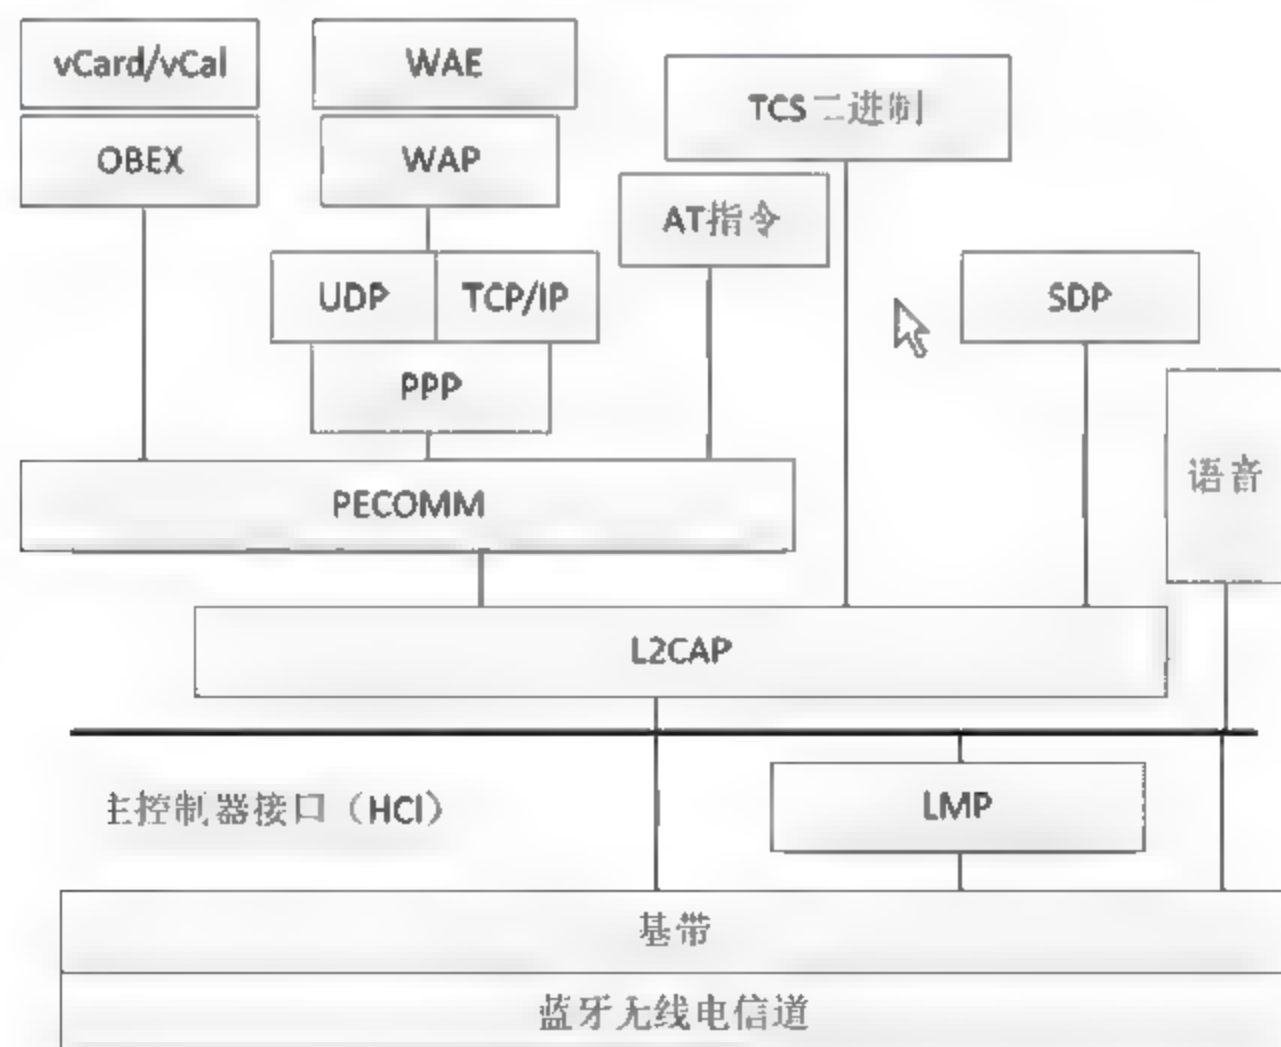 vCard/vCal
WAE
TCS二进制
OBEX
WAP
AT指令
UDP
TCP/IP
SDP
PPP
语音
PECOMM
L2CAP
主控制器接口（HCI）
LMP
基带
蓝牙无线电信道